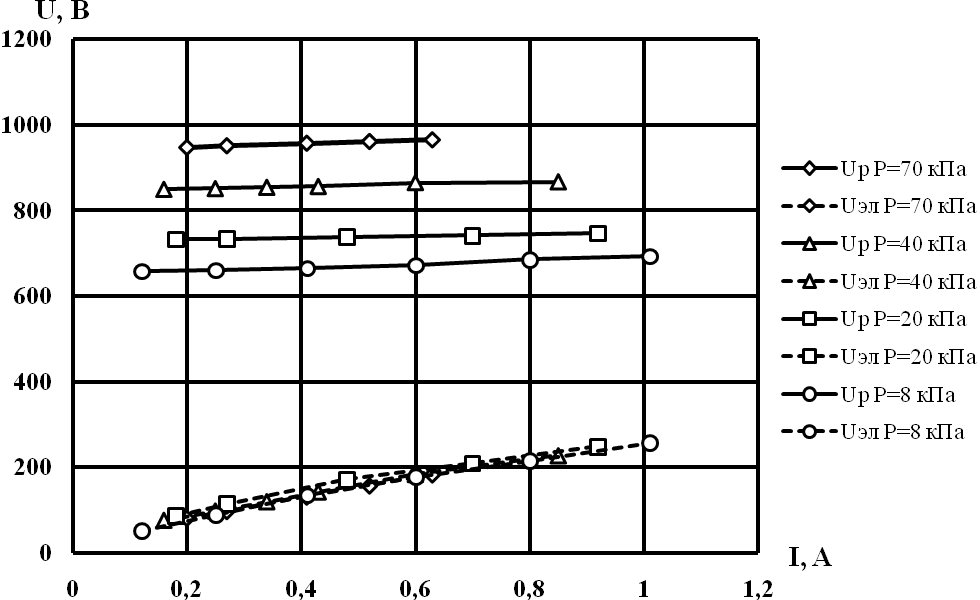 U, В
1200
1000
800
600
400
200
0
0 0,2 0,4 0,6 0,8 1 1,2
I, A
Uр P=70 кПа
Uэл P=70 кПа
Uр P=40 кПа
Uэл P=40 кПа
Uр P=20 кПа
Uэл P=20 кПа
Uр P=8 кПа
Uэл P=8 кПа